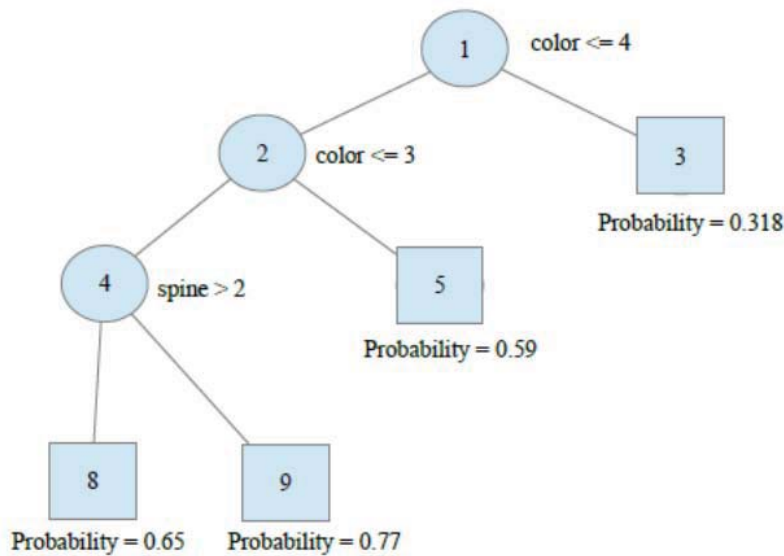 1
color <= 4
2
color <= 3
3
Probability = 0.318
4
spine > 2
5
Probability = 0.59
8
9
Probability = 0.65
Probability = 0.77